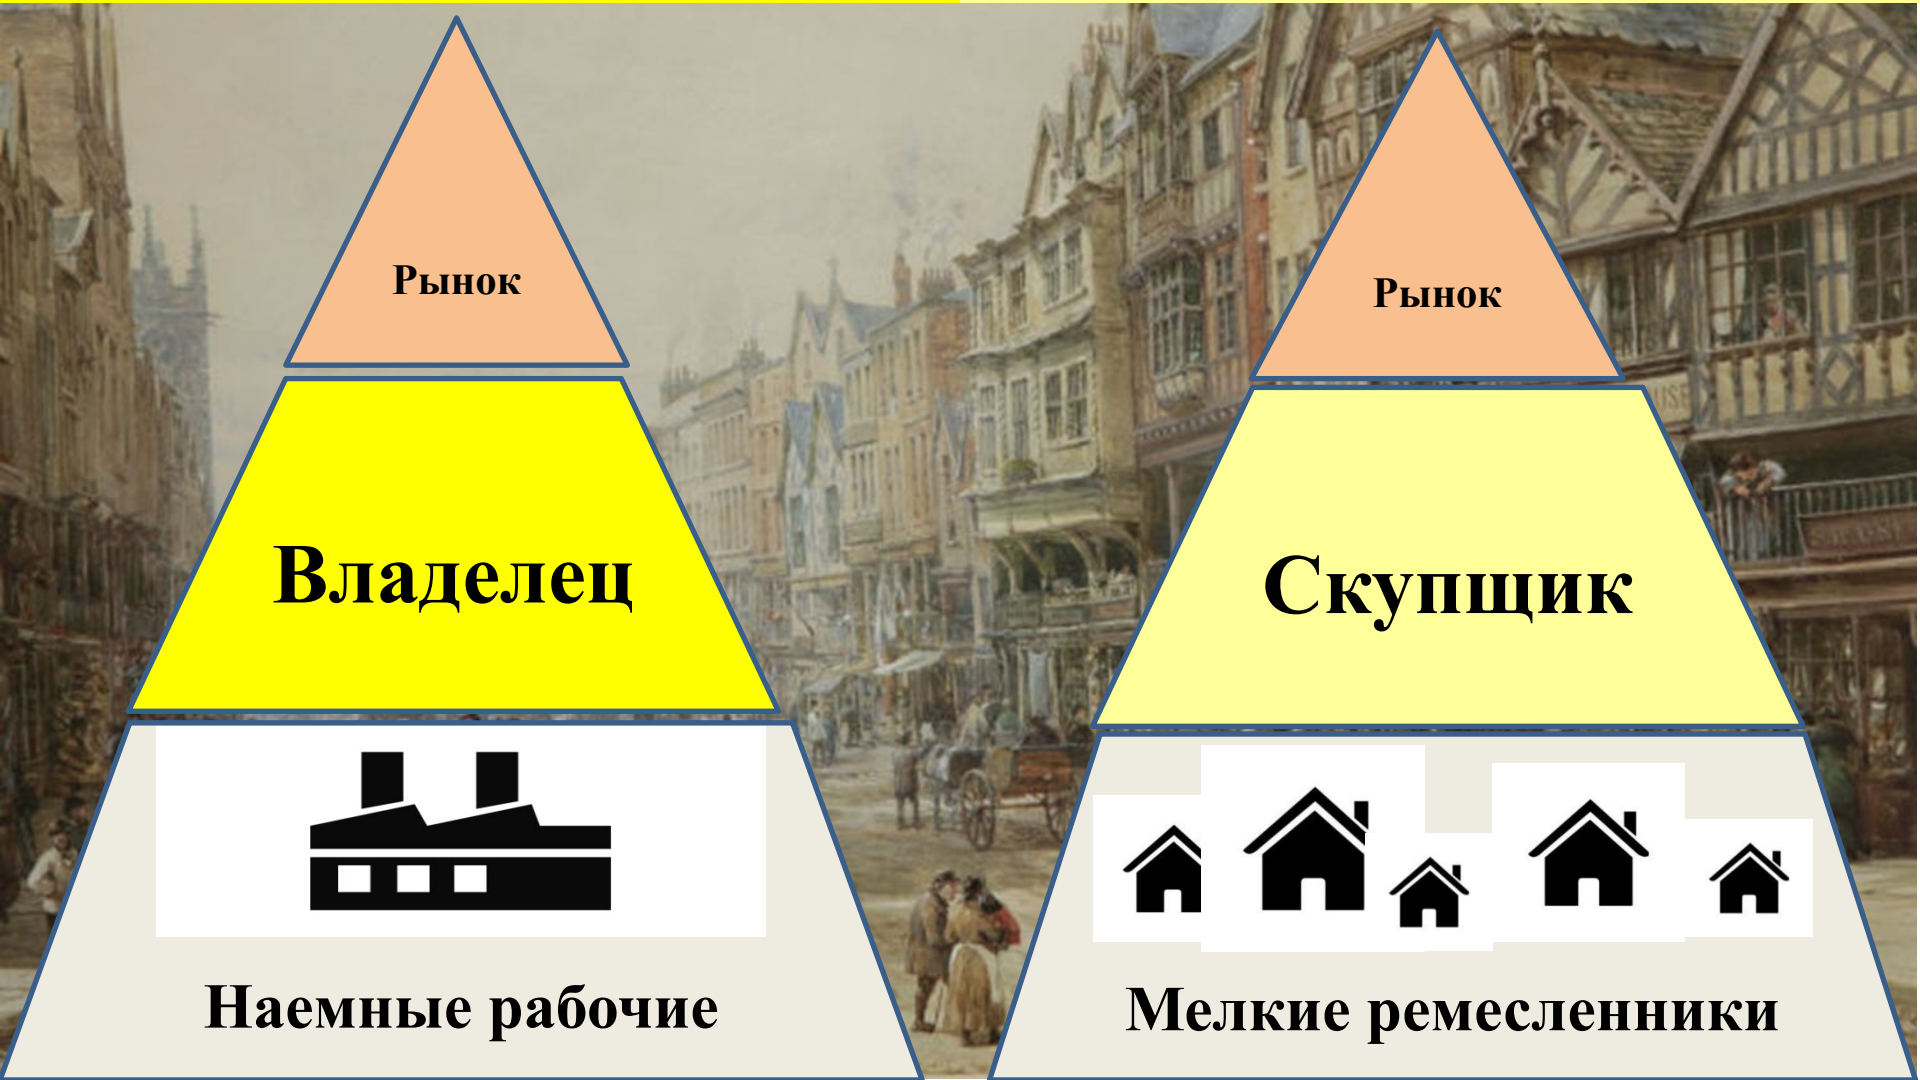 Рынок
Владелец
Наемные рабочие
Рынок
Скупщик
Мелкие ремесленники